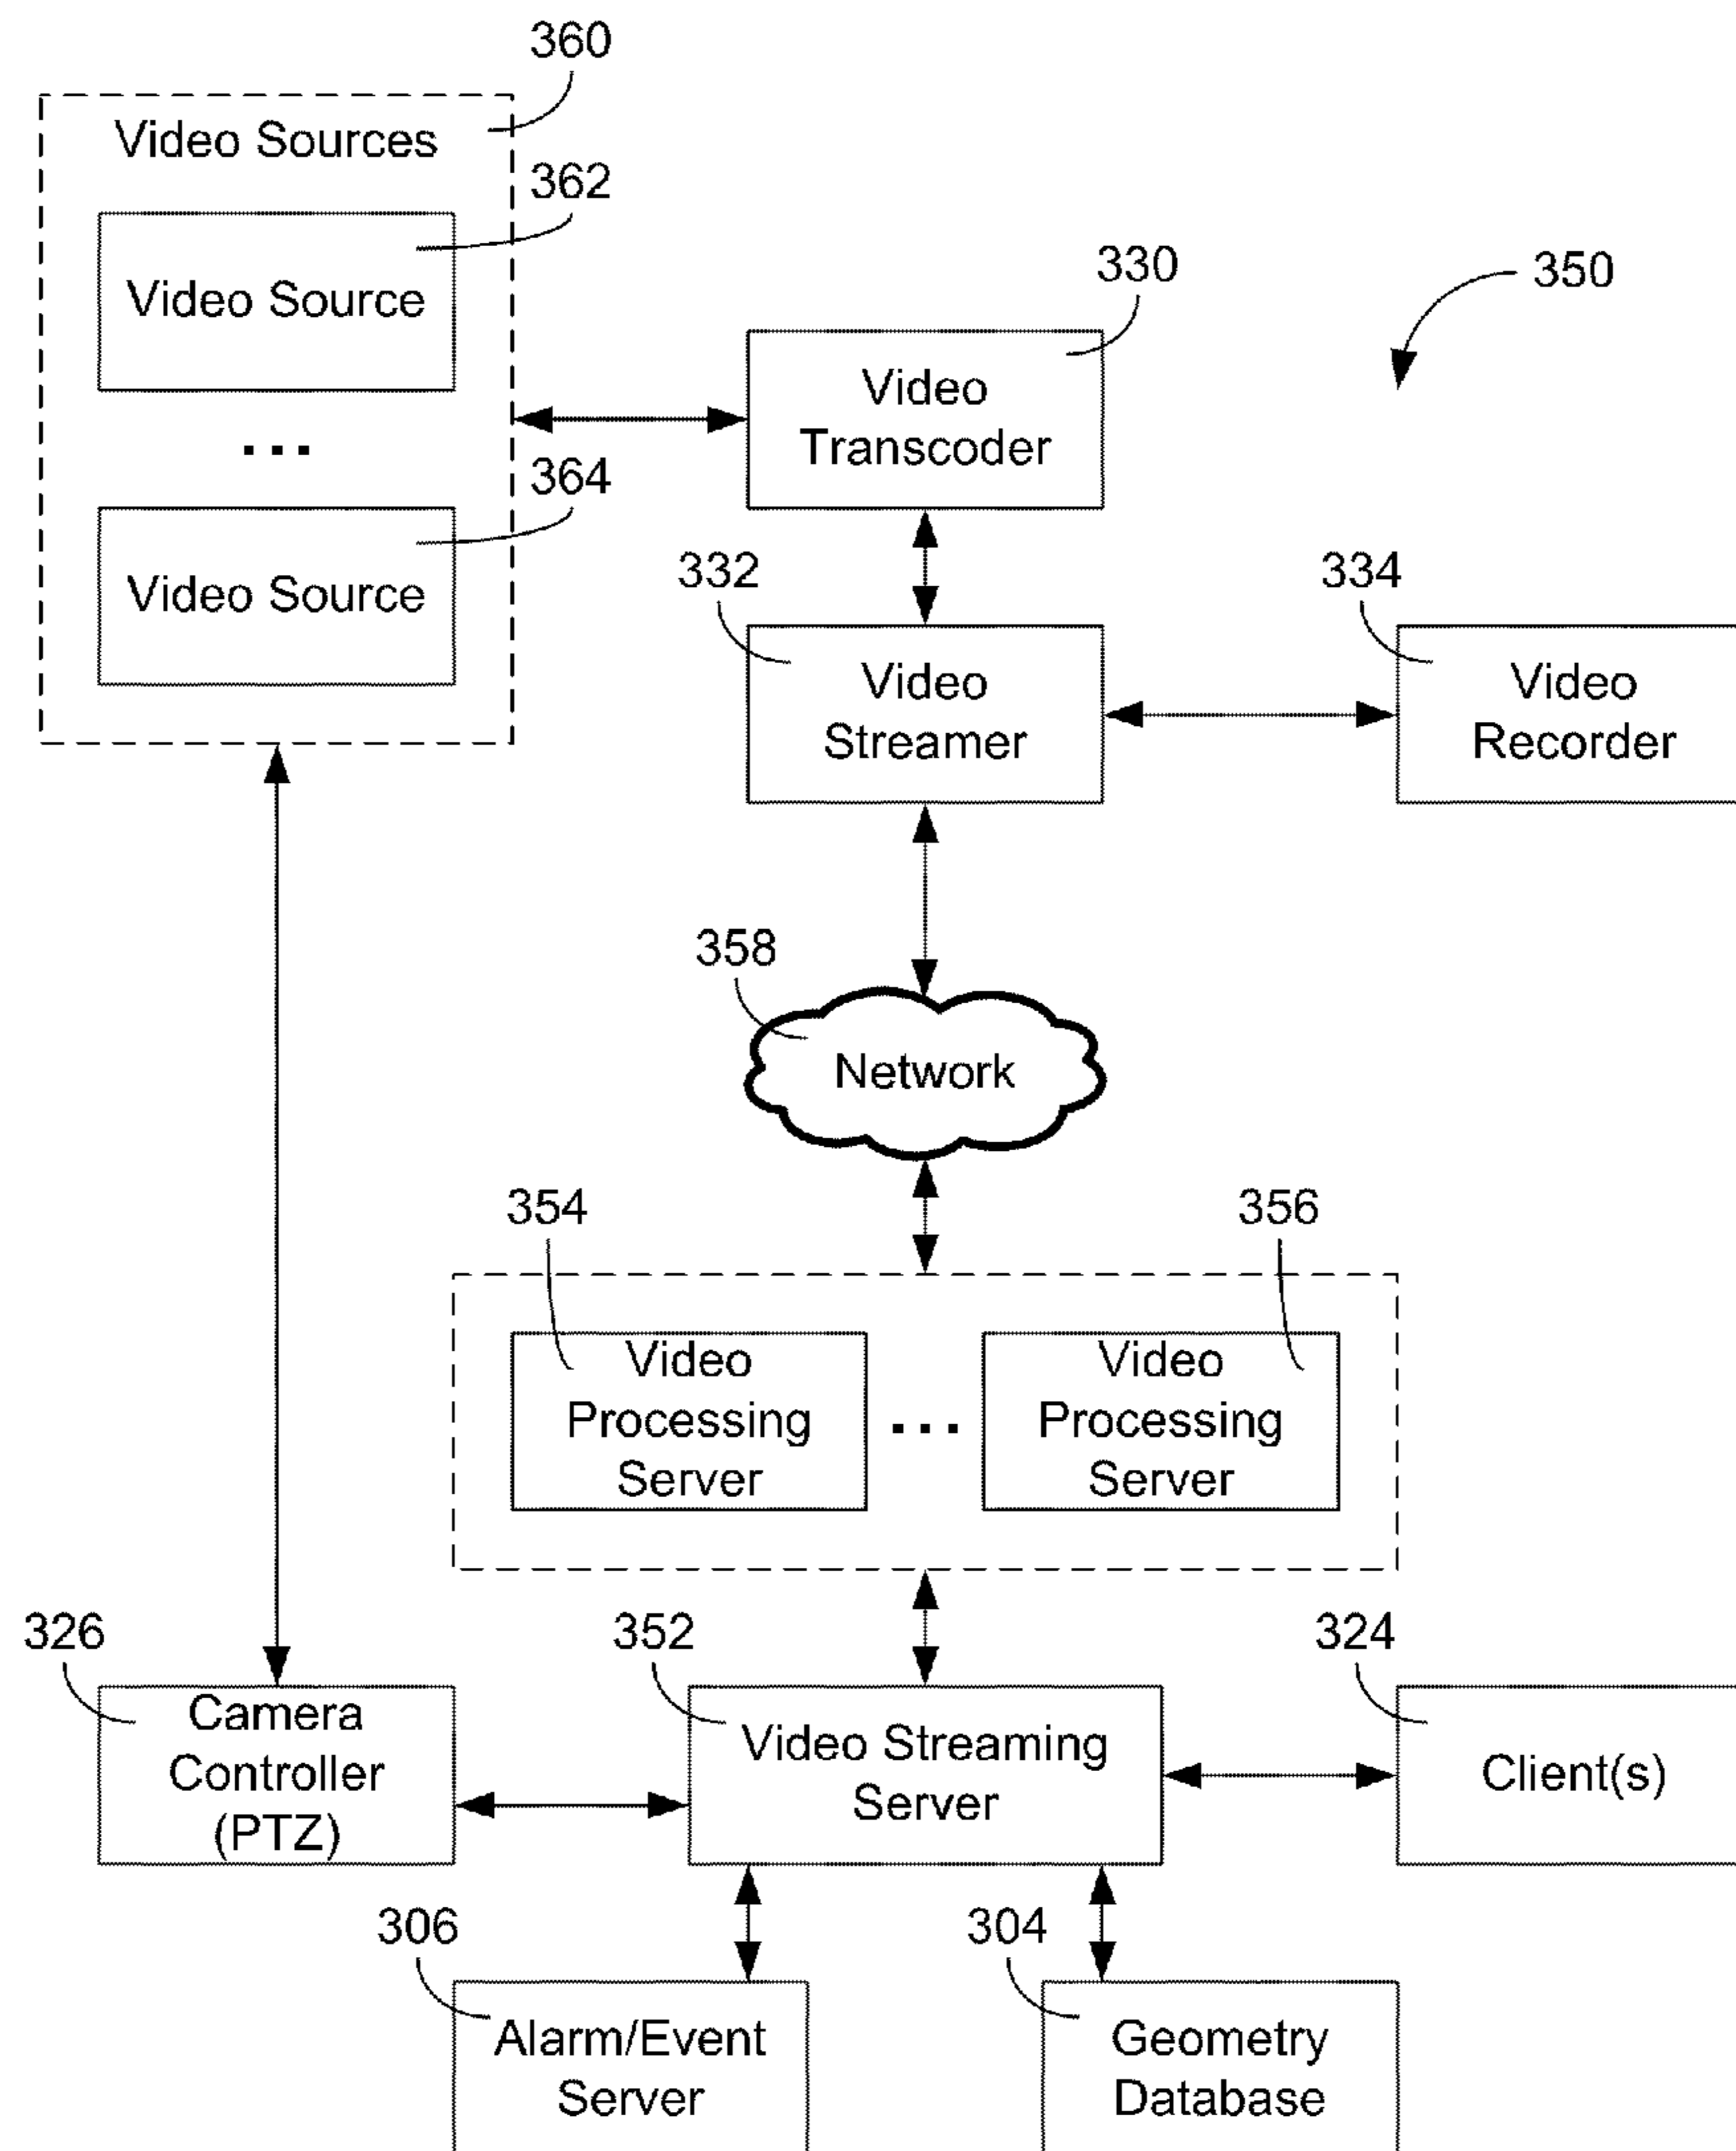 360
Video Sources
362
Video Source
...
364
Video Source
330
Video
Transcoder
350
332
Video
Streamer
334
Video
Recorder
358
Network
354
Video
Processing
Server
...
356
Video
Processing
Server
326
Camera
Controller
(PTZ)
352
Video Streaming
Server
324
Client(s)
306
Alarm/Event
Server
304
Geometry
Database